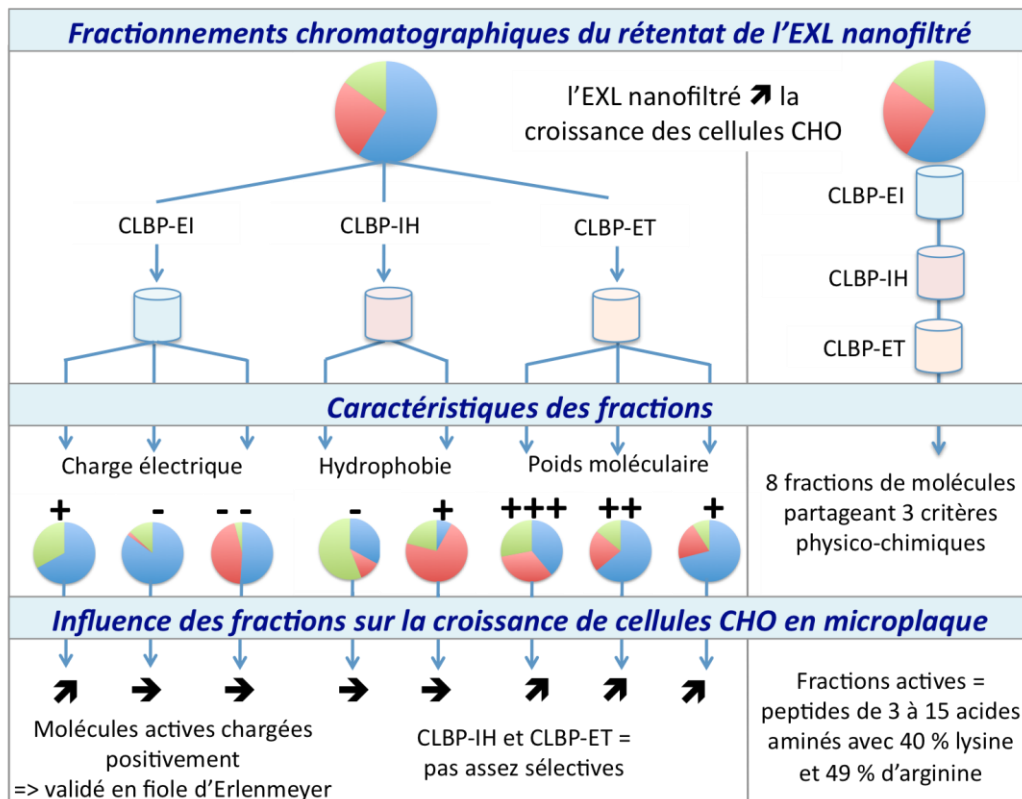 Fractionnements chromatographiques du rétentat de l'EXL nanofiltré
l'EXL nanofiltré ➔ la
croissance des cellules CHO
CLBP-EI
CLBP-IH
CLBP-ET
CLBP-EI
CLBP-IH
CLBP-ET
Caractéristiques des fractions
Charge électrique
Hydrophobie
Poids moléculaire
+
-
- -
-
+
+++
++
+
8 fractions de molécules
partageant 3 critères
physico-chimiques
Influence des fractions sur la croissance de cellules CHO en microplaque
Molécules actives chargées
positivement
=> validé en fiole d'Erlenmeyer
CLBP-IH et CLBP-ET =
pas assez sélectives
Fractions actives =
peptides de 3 à 15 acides
aminés avec 40 % lysine
et 49 % d'arginine